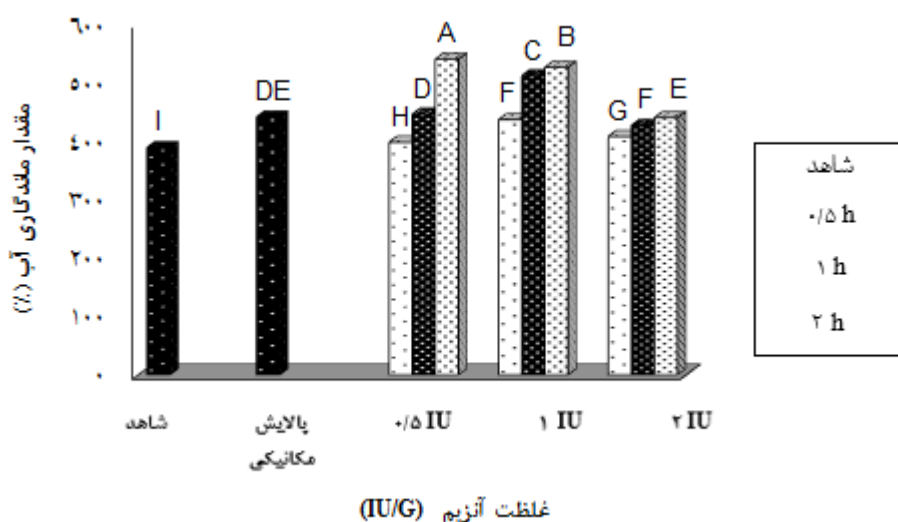 ۶۰۰
۵۰۰
۴۰۰
۳۰۰
۲۰۰
۱۰۰
۰
مقدار ماندگاری آب (٪)
I
DE
H
D
A
F
C
B
G
F
E
شاهد
پالایش
مکانیکی
۰/۵ IU
۱ IU
۲ IU
غلظت آنزیم (IU/G)
شاهد
۰/۵ h
۱ h
۲ h